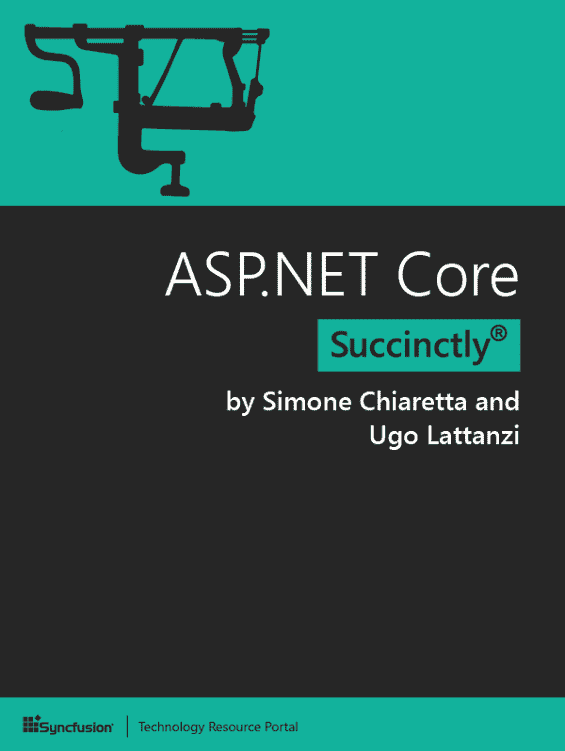 ASP.NET Core
Succinctly®
by Simone Chiaretta and
Ugo Lattanzi
Syncfusion® | Technology Resource Portal